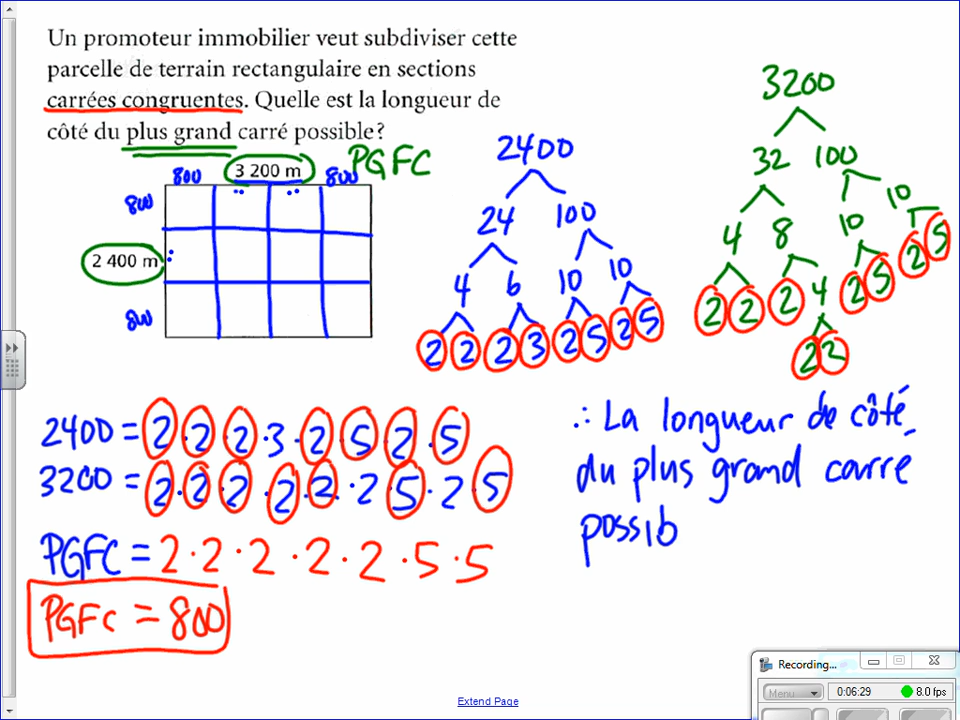 Un promoteur immobilier veut subdiviser cette
parcelle de terrain rectangulaire en sections
carrées congruentes. Quelle est la longueur de
côté du plus grand carré possible?
PGFC
800 3 200 m 800
800
2 400 m
800
2400
24 100
4 6 10 10
2 2 2 3 2 5 2 5
3200
32 100
4 8 10 10
2 2 2 4 2 5 2 5
2 2
2400 = 2 · 2 · 2 · 3 · 2 · 5 · 2 · 5
3200 = 2 · 2 · 2 · 2 · 2 · 2 · 5 · 2 · 5
PGFC = 2 · 2 · 2 · 2 · 2 · 5 · 5
PGFC = 800
∴ La longueur de côté
du plus grand carré
possib
Extend Page
Recording...
Menu
0:06:29
8.0 fps